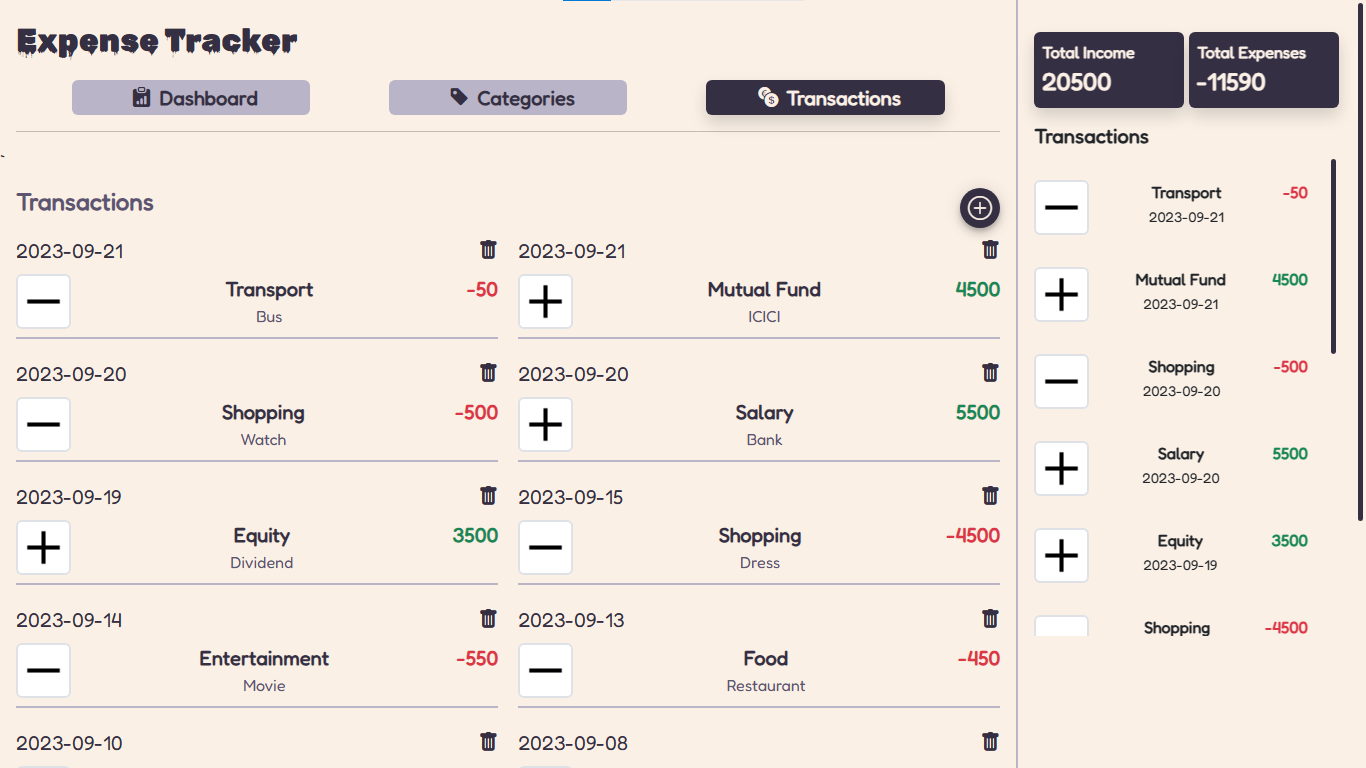 Expense Tracker
Dashboard
Categories
Transactions
`
Transactions
2023-09-21
Transport
-50
Bus
2023-09-21
Mutual Fund
4500
ICICI
2023-09-20
Shopping
-500
Watch
2023-09-20
Salary
5500
Bank
2023-09-19
Equity
3500
Dividend
2023-09-15
Shopping
-4500
Dress
2023-09-14
Entertainment
-550
Movie
2023-09-13
Food
-450
Restaurant
2023-09-10
2023-09-08
Total Income
20500
Total Expenses
-11590
Transactions
Transport
-50
2023-09-21
Mutual Fund
4500
2023-09-21
Shopping
-500
2023-09-20
Salary
5500
2023-09-20
Equity
3500
2023-09-19
Shopping
-4500